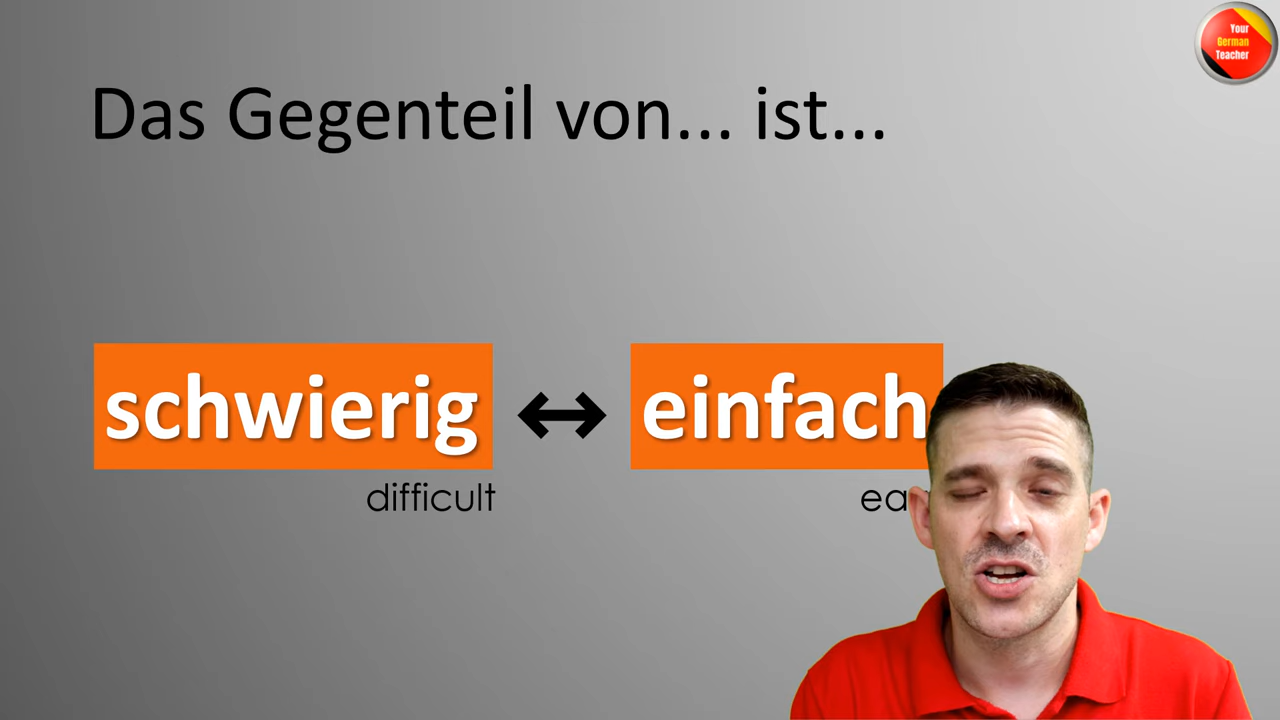 Your
German
Teacher
Das Gegenteil von... ist...
schwierig ↔ einfach
difficult